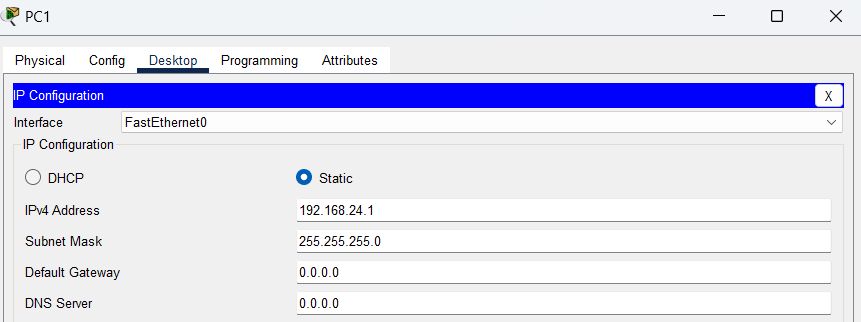 PC1
Physical Config Desktop Programming Attributes
IP Configuration X
Interface FastEthernet0
IP Configuration
DHCP Static
IPv4 Address 192.168.24.1
Subnet Mask 255.255.255.0
Default Gateway 0.0.0.0
DNS Server 0.0.0.0